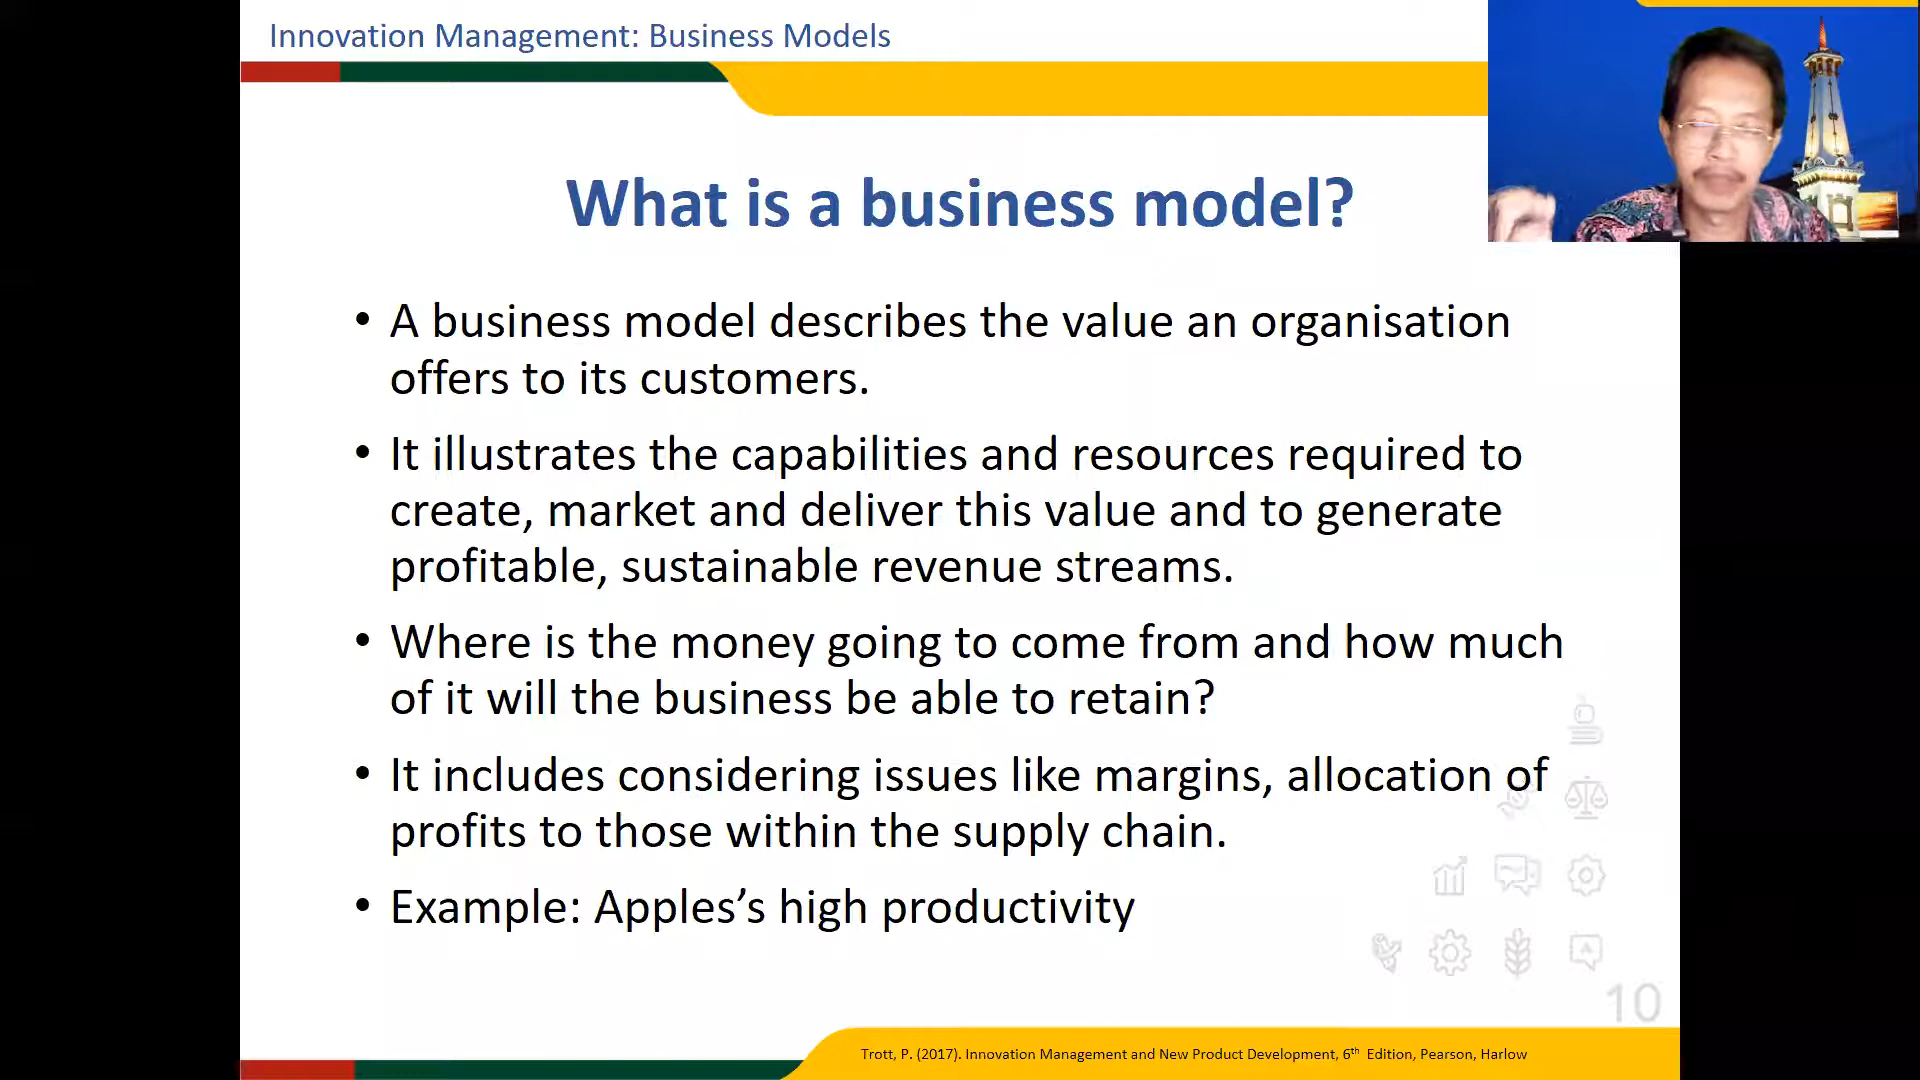 Innovation Management: Business Models
What is a business model?
• A business model describes the value an organisation
offers to its customers.
• It illustrates the capabilities and resources required to
create, market and deliver this value and to generate
profitable, sustainable revenue streams.
• Where is the money going to come from and how much
of it will the business be able to retain?
• It includes considering issues like margins, allocation of
profits to those within the supply chain.
• Example: Apples’s high productivity
A
10
Trott, P. (2017). Innovation Management and New Product Development, 6th Edition, Pearson, Harlow